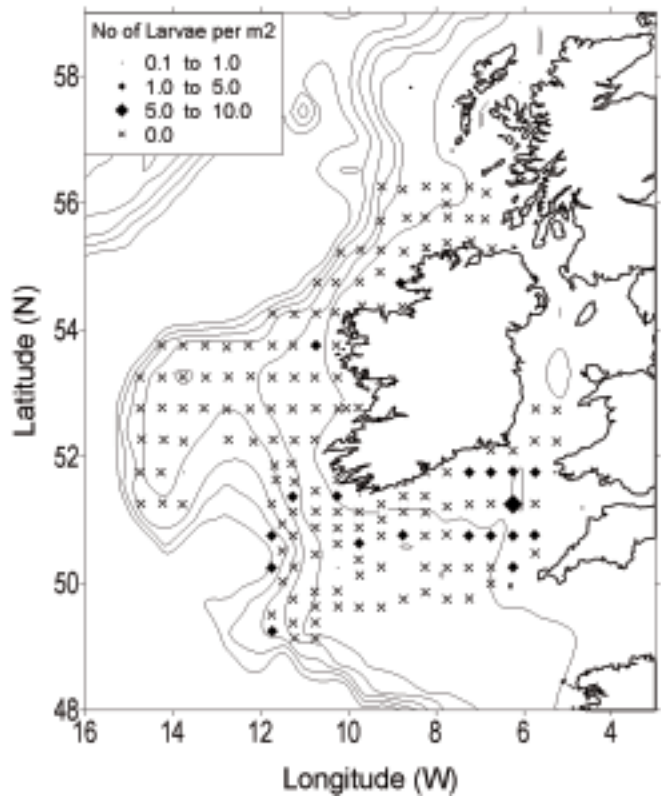 No of Larvae per m2
0.1 to 1.0
1.0 to 5.0
5.0 to 10.0
0.0
58
56
54
52
50
48
Latitude (N)
16 14 12 10 8 6 4
Longitude (W)